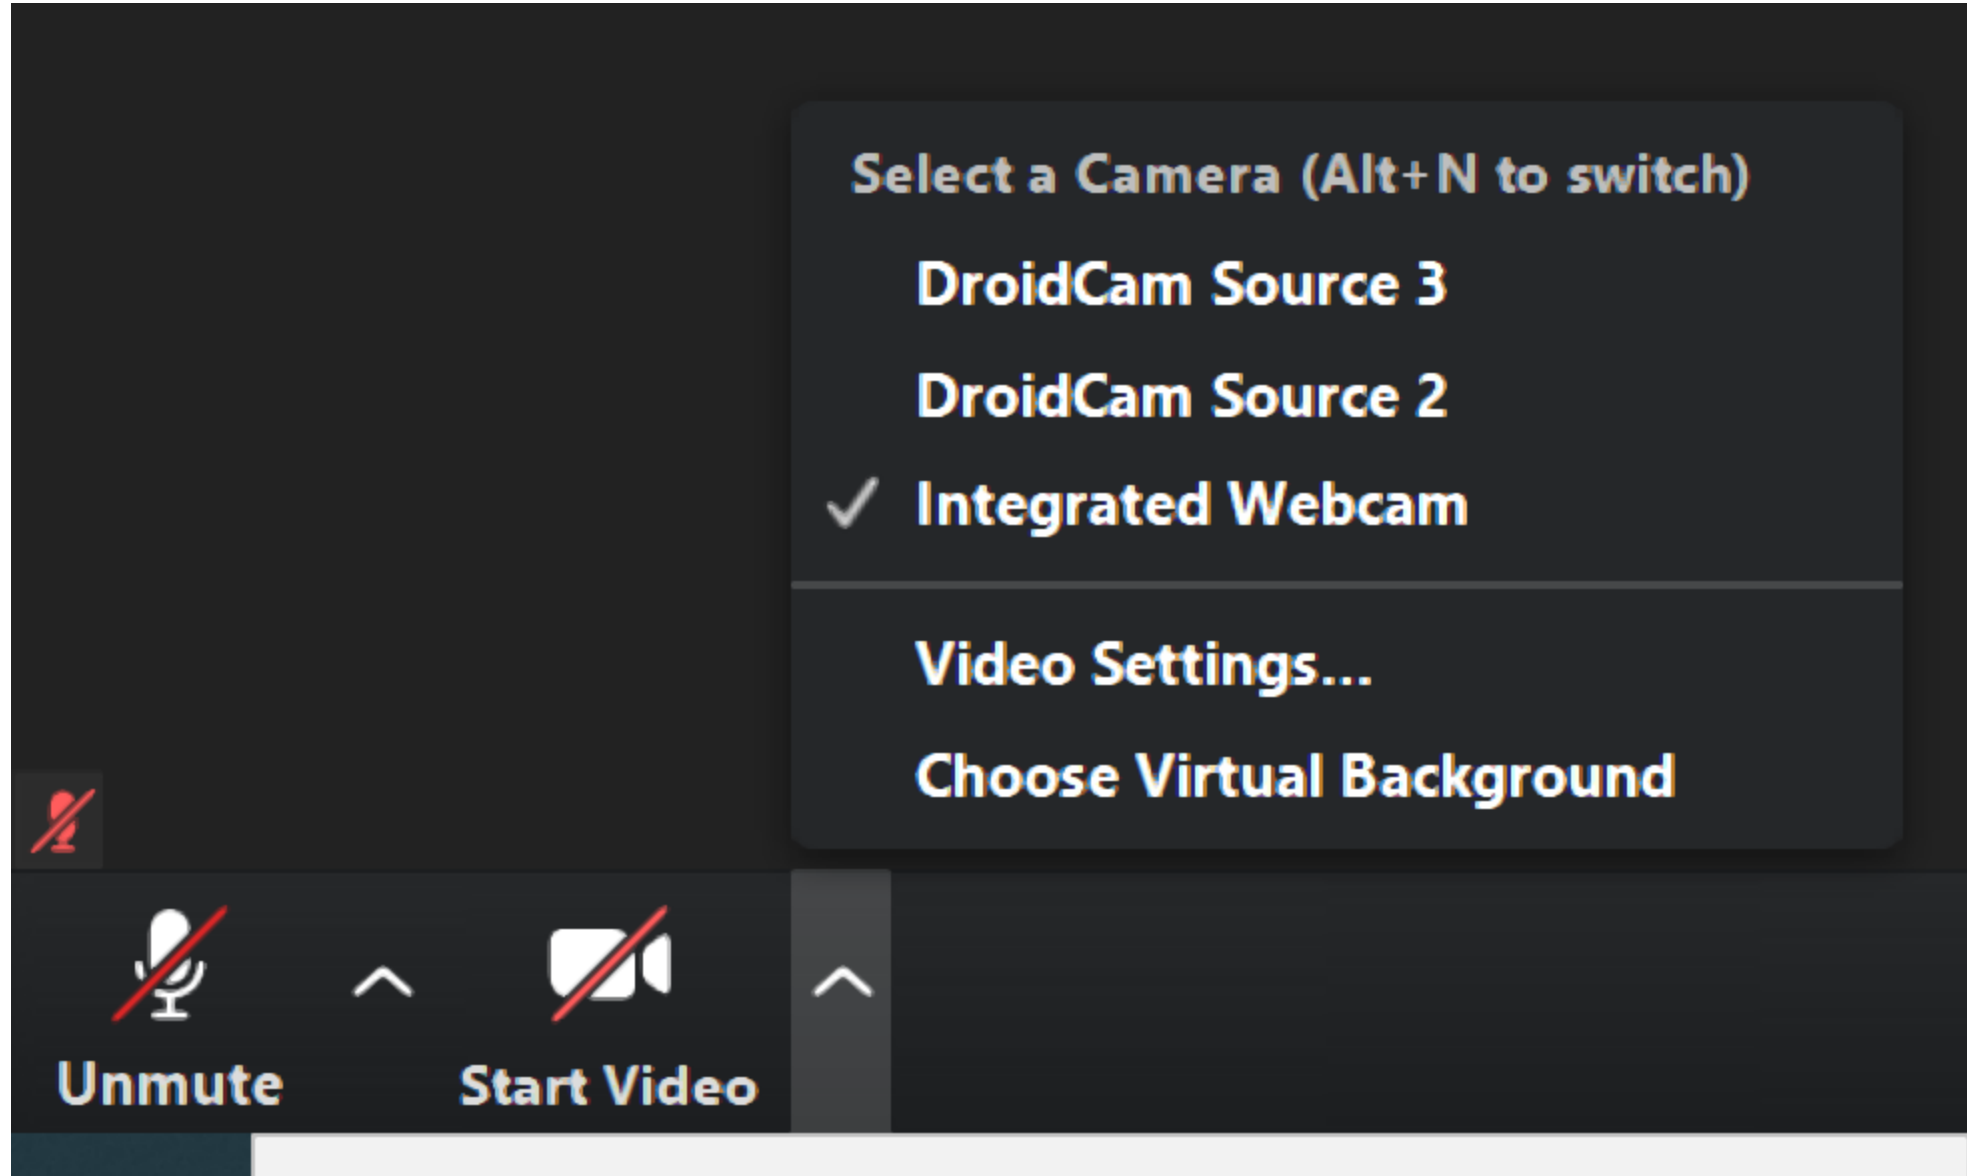 Select a Camera (Alt+N to switch)
DroidCam Source 3
DroidCam Source 2
Integrated Webcam
Video Settings...
Choose Virtual Background
Unmute
Start Video